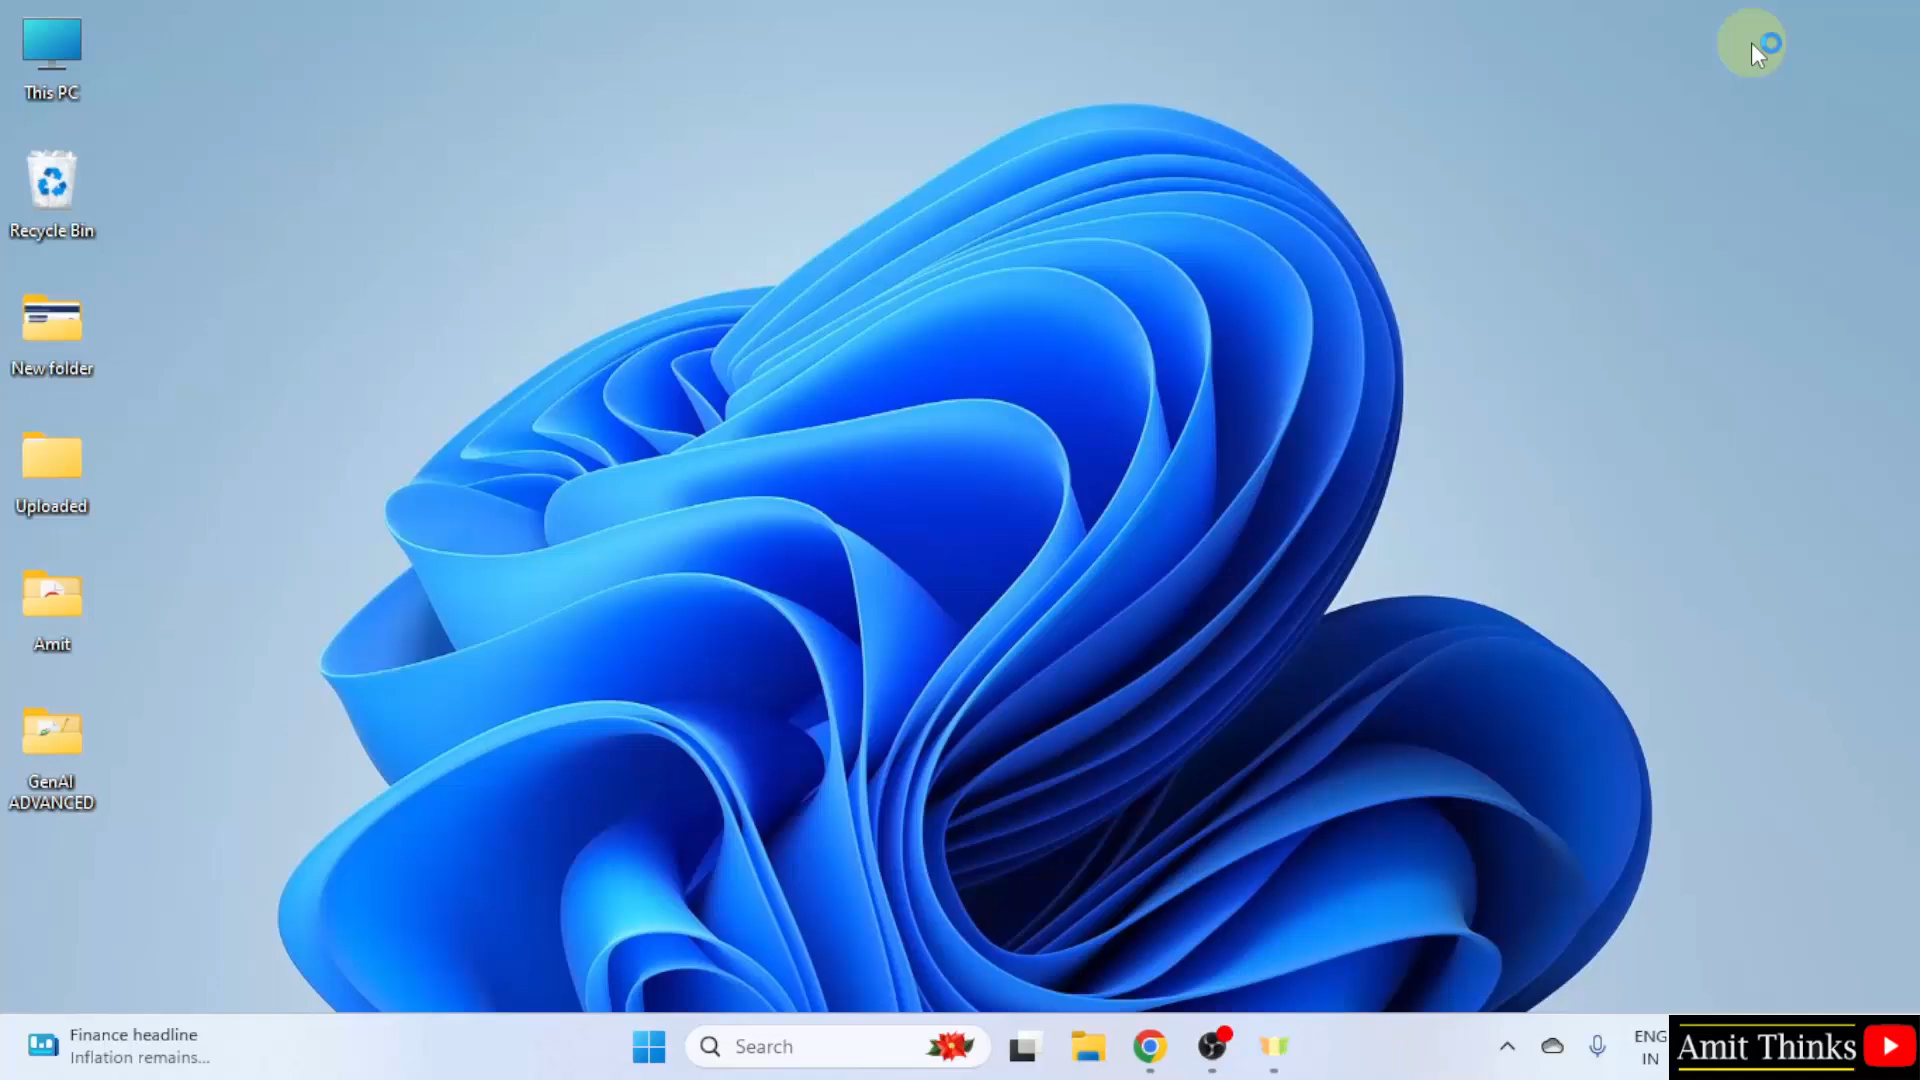 This PC
Recycle Bin
New folder
Uploaded
Amit
GenAI
ADVANCED
Finance headline
Inflation remains...
Search
ENG
IN
Amit Thinks